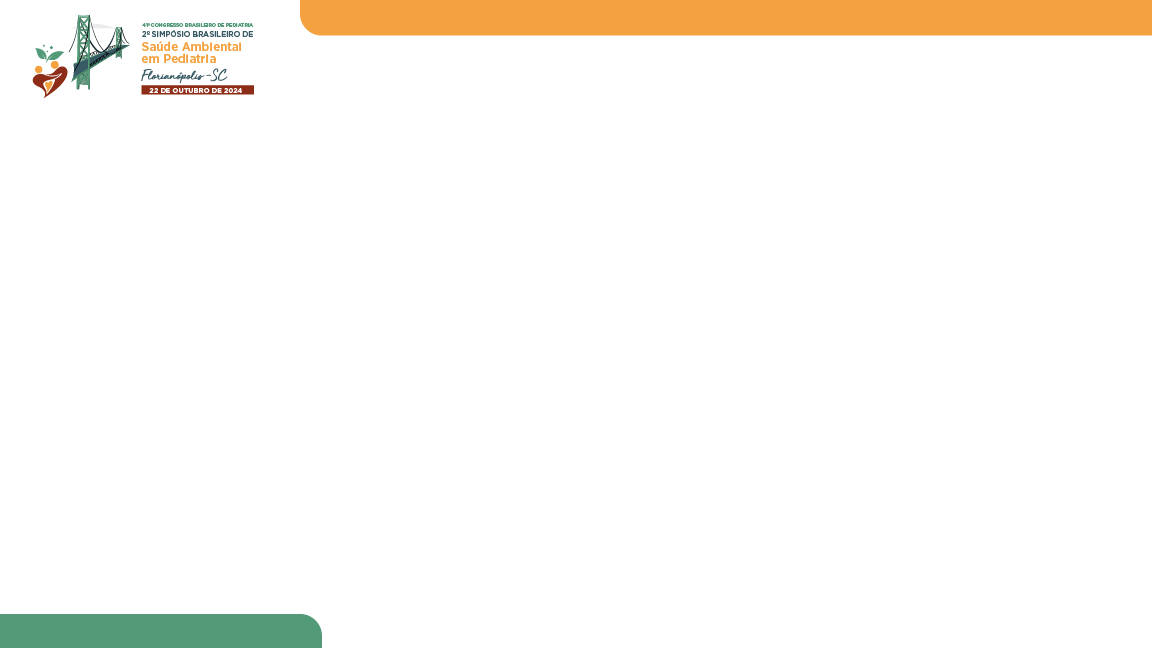 41º CONGRESSO BRASILEIRO DE PEDIATRIA
2º SIMPÓSIO BRASILEIRO DE
Saúde Ambiental
em Pediatria
Florianópolis-SC
22 DE OUTUBRO DE 2024